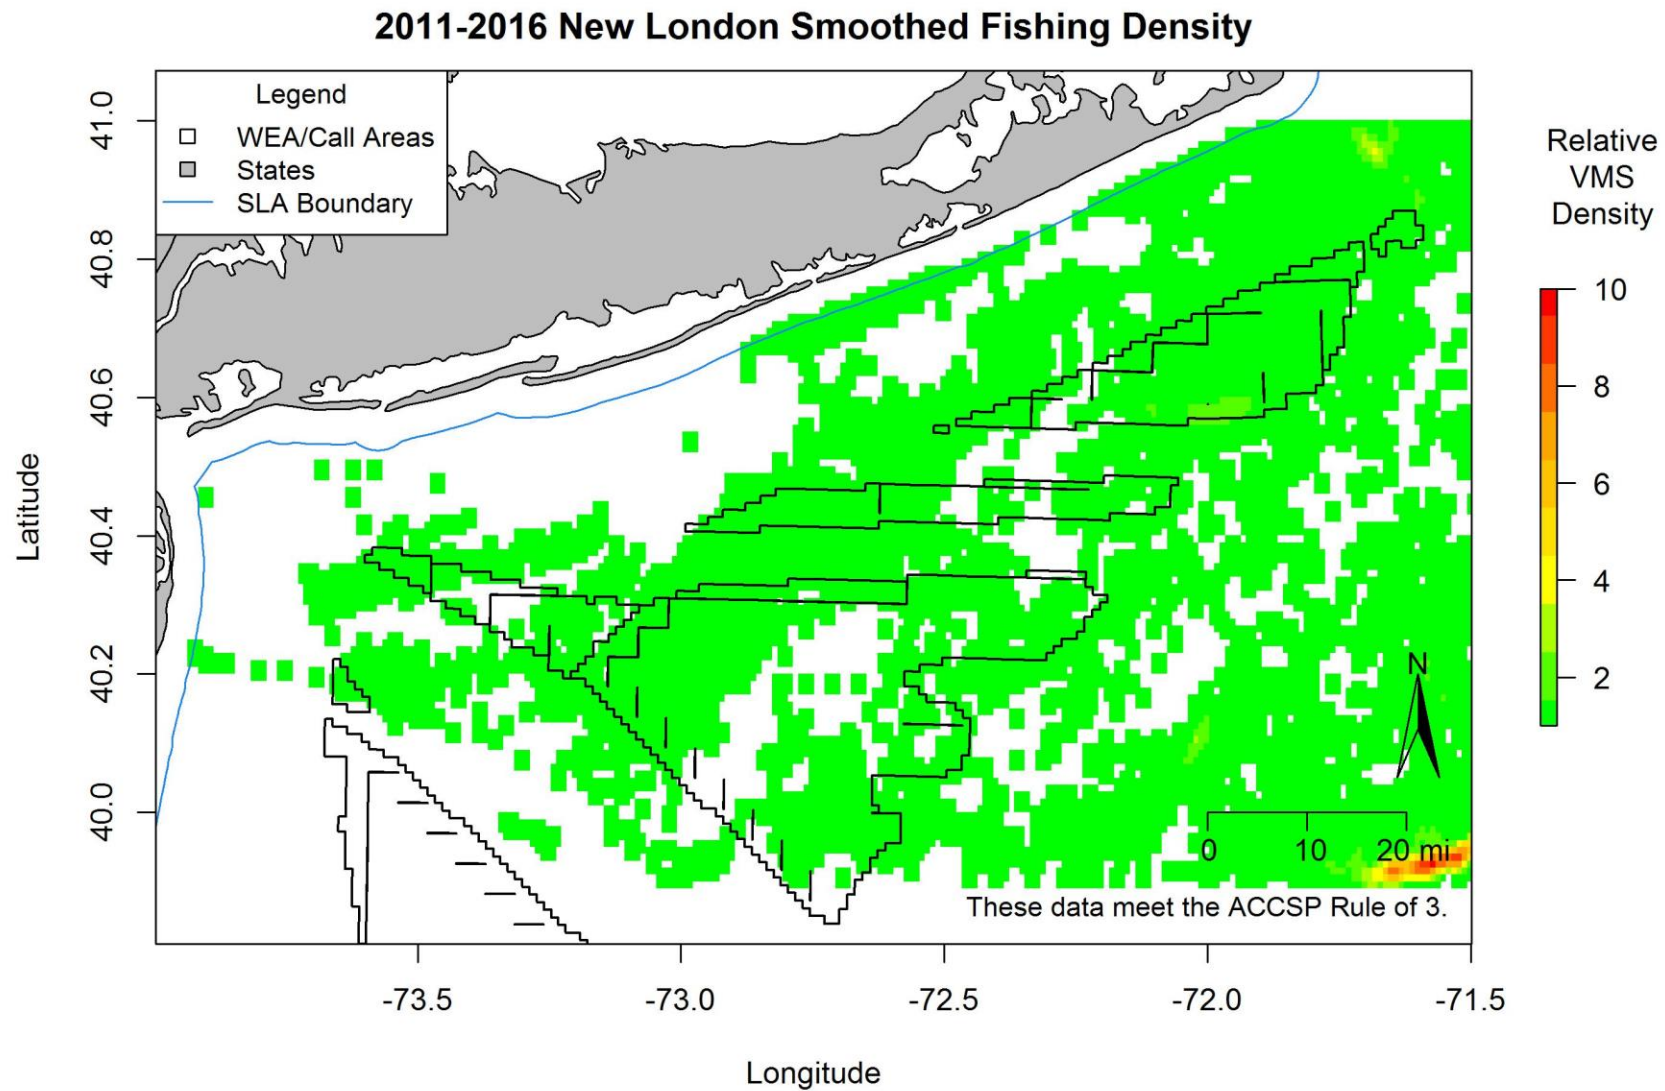 2011-2016 New London Smoothed Fishing Density
Legend
WEA/Call Areas
States
SLA Boundary
Relative
VMS
Density
10
8
6
4
2
Latitude
41.0
40.8
40.6
40.4
40.2
40.0
N
0 10 20 mi
These data meet the ACCSP Rule of 3.
-73.5 -73.0 -72.5 -72.0 -71.5
Longitude